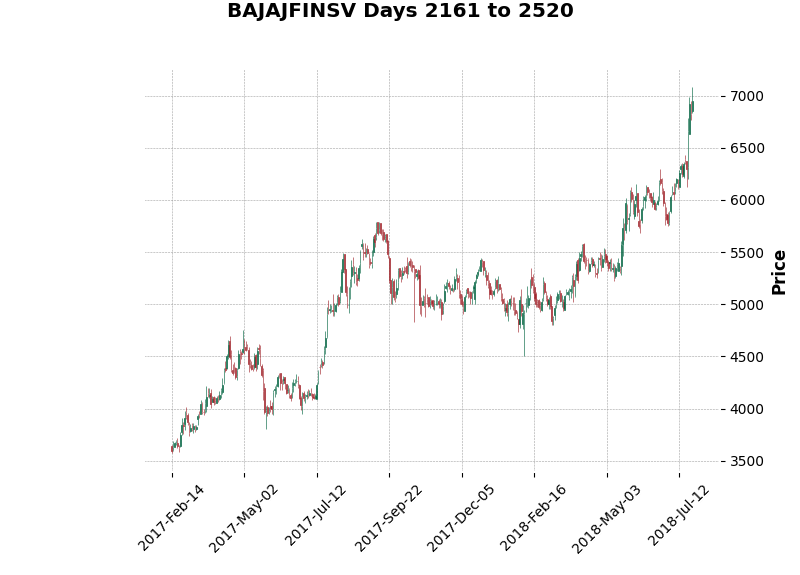 BAJAJFINSV Days 2161 to 2520
7000
6500
6000
5500
5000
4500
4000
3500
Price
2017-Feb-14
2017-May-02
2017-Jul-12
2017-Sep-22
2017-Dec-05
2018-Feb-16
2018-May-03
2018-Jul-12